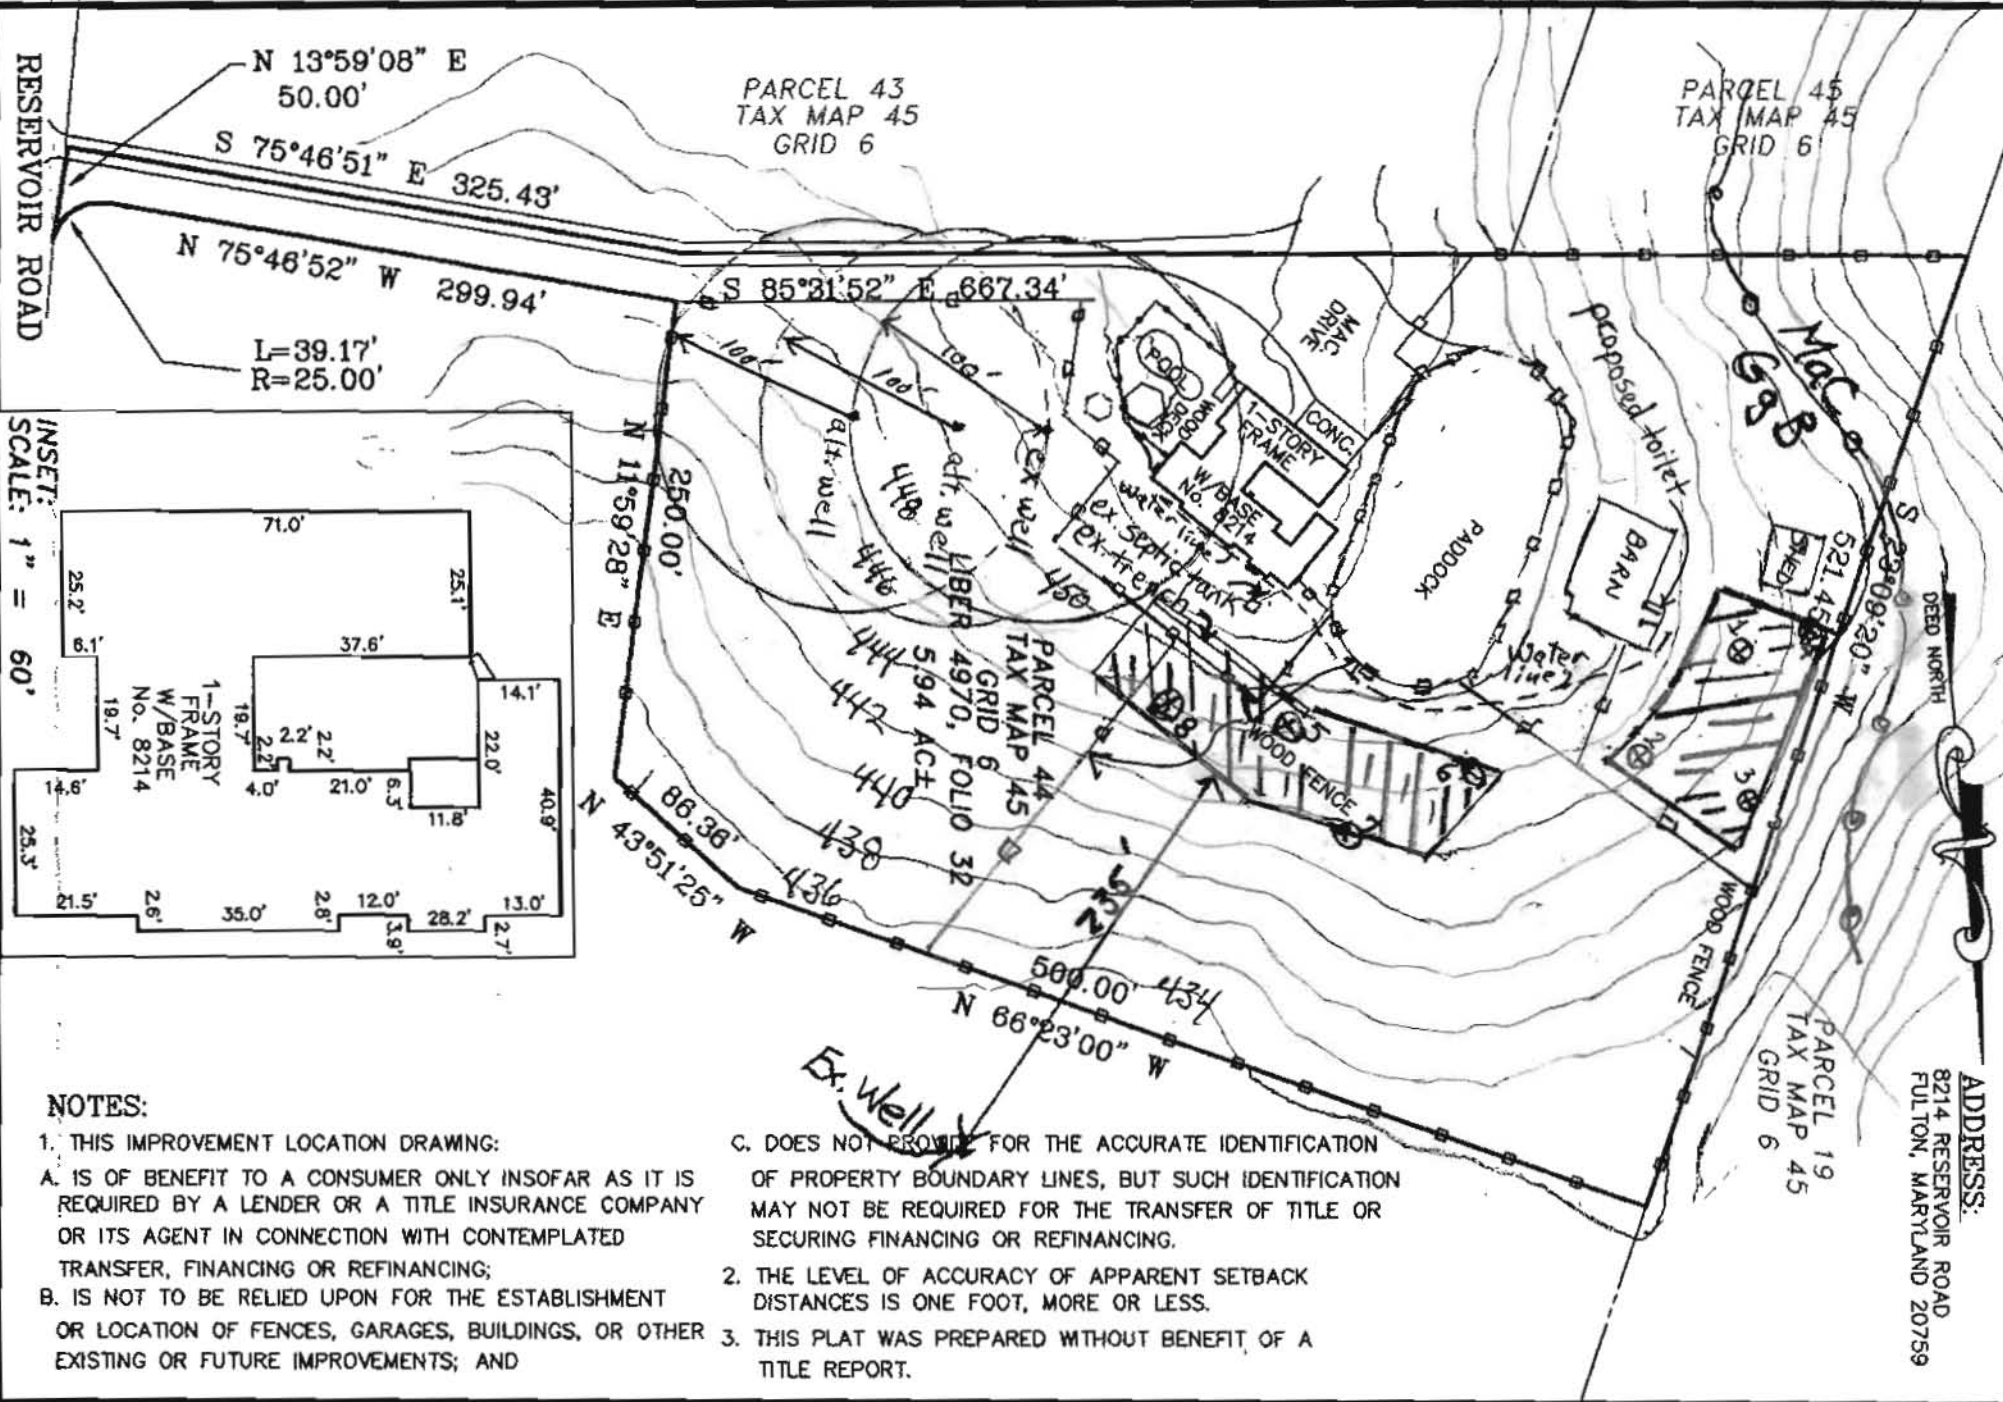 RESERVOIR ROAD
N 13°59'08" E
50.00'
S 75°46'51" E 325.43'
N 75°46'52" W 299.94'
L=39.17'
R=25.00'
PARCEL 43
TAX MAP 45
GRID 6
PARCEL 45
TAX MAP 45
GRID 6
S 85°31'52" E 667.34'
100'
100'
100'
alt. well
alt. well
ex well
POOL
WOOD
DECK
1-STORY
FRAME
W/BASE
No. 8214
CONC.
MAC.
DRIVE
PADDOCK
proposed toilet
MaC
GgB
BARN
SHED
S 23°09'20" W
521.45'
DEED NORTH
water line
ex. septic tank
ex. trench
water
line
N 11°59'28" E
250.00'
448
446
450
444
442
440
438
436
434
PARCEL 44
TAX MAP 45
GRID 6
LIBER 4970, FOLIO 32
5.94 AC±
1
2
3
4
5
6
7
8
WOOD FENCE
WOOD FENCE
N 43°51'25" W
86.36'
500.00'
N 66°23'00" W
Ex. Well
PARCEL 19
TAX MAP 45
GRID 6
ADDRESS:
8214 RESERVOIR ROAD
FULTON, MARYLAND 20759
INSET:
SCALE: 1" = 60'
71.0'
25.2'
25.1'
6.1'
37.6'
14.1'
19.7'
1-STORY
FRAME
W/BASE
No. 8214
19.7'
2.2'
2.2'
2.2'
4.0'
21.0'
6.3'
11.8'
22.0'
40.9'
14.6'
25.3'
21.5'
2.6'
35.0'
2.8'
12.0'
3.9'
28.2'
13.0'
2.7'
NOTES:
1. THIS IMPROVEMENT LOCATION DRAWING:
A. IS OF BENEFIT TO A CONSUMER ONLY INSOFAR AS IT IS
REQUIRED BY A LENDER OR A TITLE INSURANCE COMPANY
OR ITS AGENT IN CONNECTION WITH CONTEMPLATED
TRANSFER, FINANCING OR REFINANCING;
B. IS NOT TO BE RELIED UPON FOR THE ESTABLISHMENT
OR LOCATION OF FENCES, GARAGES, BUILDINGS, OR OTHER
EXISTING OR FUTURE IMPROVEMENTS; AND
C. DOES NOT PROVIDE FOR THE ACCURATE IDENTIFICATION
OF PROPERTY BOUNDARY LINES, BUT SUCH IDENTIFICATION
MAY NOT BE REQUIRED FOR THE TRANSFER OF TITLE OR
SECURING FINANCING OR REFINANCING.
2. THE LEVEL OF ACCURACY OF APPARENT SETBACK
DISTANCES IS ONE FOOT, MORE OR LESS.
3. THIS PLAT WAS PREPARED WITHOUT BENEFIT OF A
TITLE REPORT.